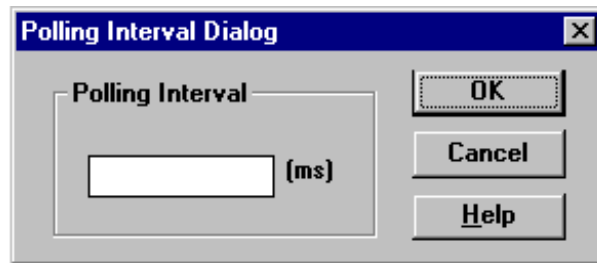 Polling Interval Dialog
Polling Interval
(ms)
OK
Cancel
Help